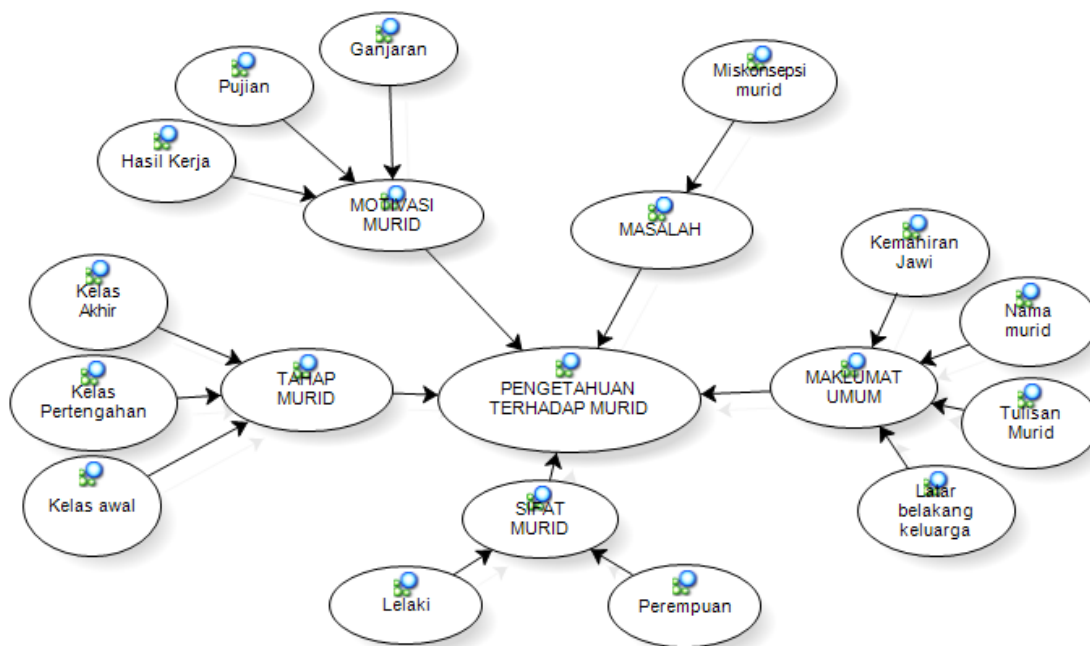 Ganjaran
Pujian
Hasil Kerja
MOTIVASI
MURID
Miskonsepsi
murid
MASALAH
Kemahiran
Jawi
Nama
murid
Kelas
Akhir
TAHAP
MURID
Kelas
Pertengahan
Kelas awal
PENGETAHUAN
TERHADAP MURID
MAKLUMAT
UMUM
Tulisan
Murid
Latar
belakang
keluarga
SIFAT
MURID
Lelaki
Perempuan